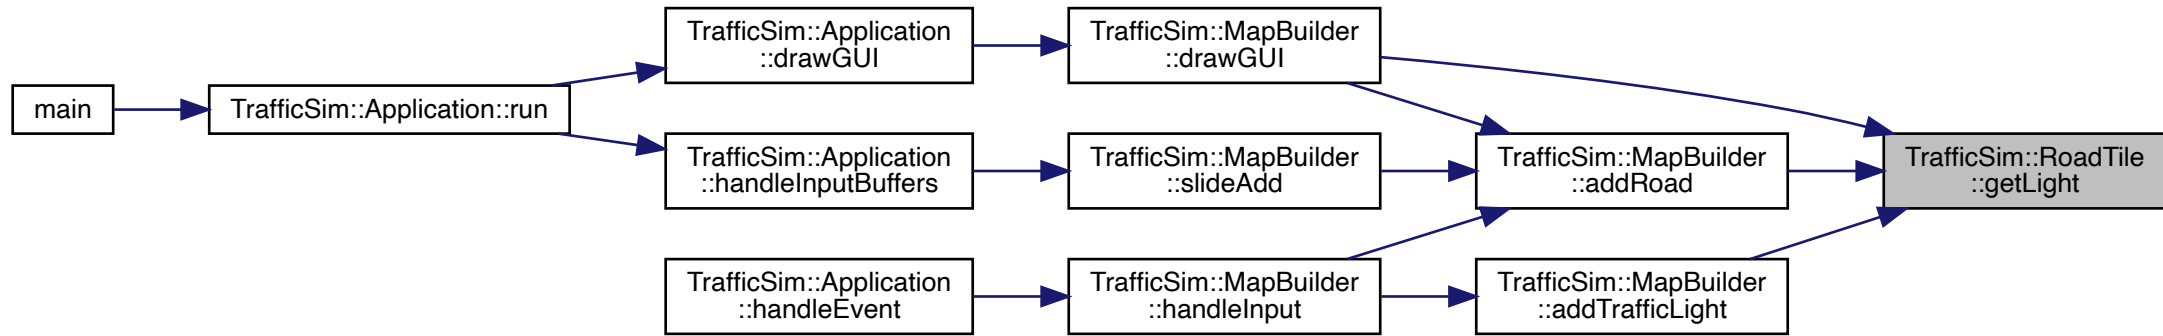 main
TrafficSim::Application::run
TrafficSim::Application
::drawGUI
TrafficSim::Application
::handleInputBuffers
TrafficSim::Application
::handleEvent
TrafficSim::MapBuilder
::drawGUI
TrafficSim::MapBuilder
::slideAdd
TrafficSim::MapBuilder
::handleInput
TrafficSim::MapBuilder
::addRoad
TrafficSim::MapBuilder
::addTrafficLight
TrafficSim::RoadTile
::getLight